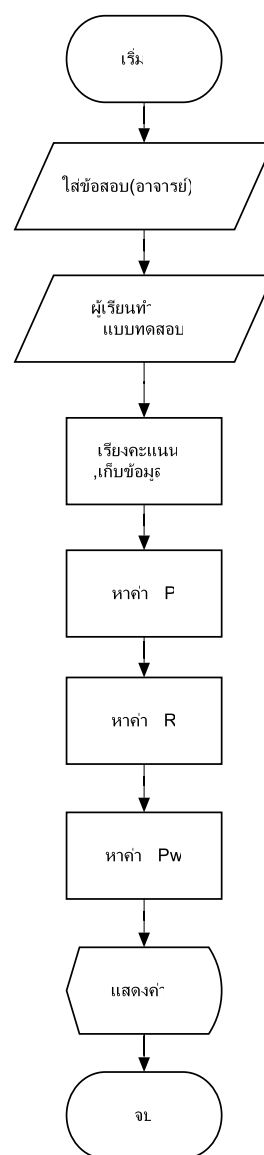 เริ่ม
ใส่ข้อสอบ(อาจารย์)
ผู้เรียนทำ
แบบทดสอบ
เรียงคะแนน
,เก็บข้อมูล
หาค่า P
หาค่า R
หาค่า Pw
แสดงค่า
จบ